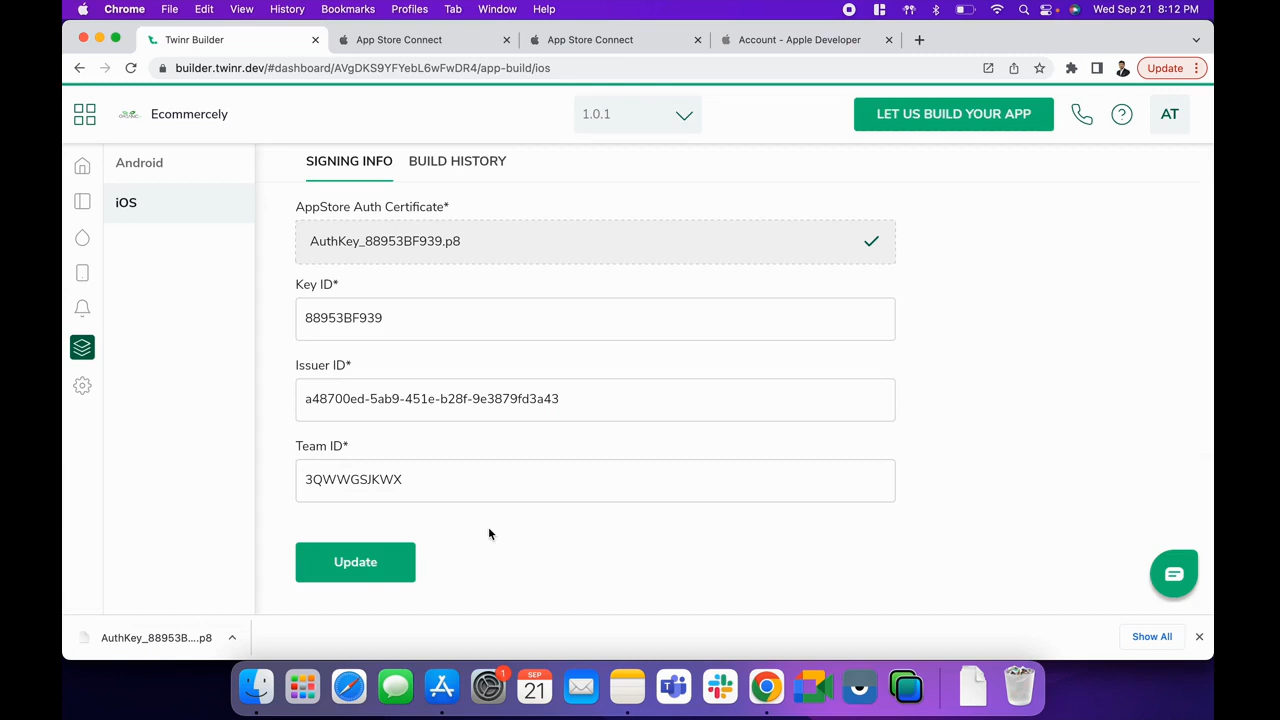 Chrome File Edit View History Bookmarks Profiles Tab Window Help Wed Sep 21 8:12 PM
Twinr Builder App Store Connect App Store Connect Account - Apple Developer
builder.twinr.dev/#dashboard/AVgDKS9YFYebL6wFwDR4/app-build/ios Update
Ecommercely 1.0.1 LET US BUILD YOUR APP AT
Android
iOS
SIGNING INFO BUILD HISTORY
AppStore Auth Certificate*
AuthKey_88953BF939.p8
Key ID*
88953BF939
Issuer ID*
a48700ed-5ab9-451e-b28f-9e3879fd3a43
Team ID*
3QWWGSJKWX
Update
AuthKey_88953B....p8 Show All
1
SEP
21